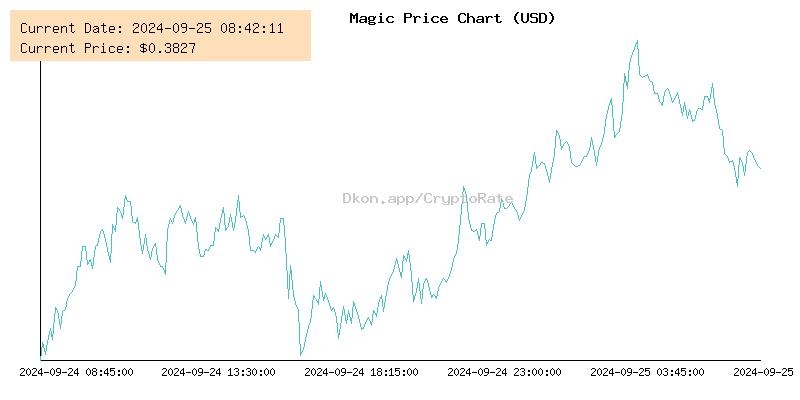 Magic Price Chart (USD)
Current Date: 2024-09-25 08:42:11
Current Price: $0.3827
Dkon.app/CryptoRate
2024-09-24 08:45:00
2024-09-24 13:30:00
2024-09-24 18:15:00
2024-09-24 23:00:00
2024-09-25 03:45:00
2024-09-25